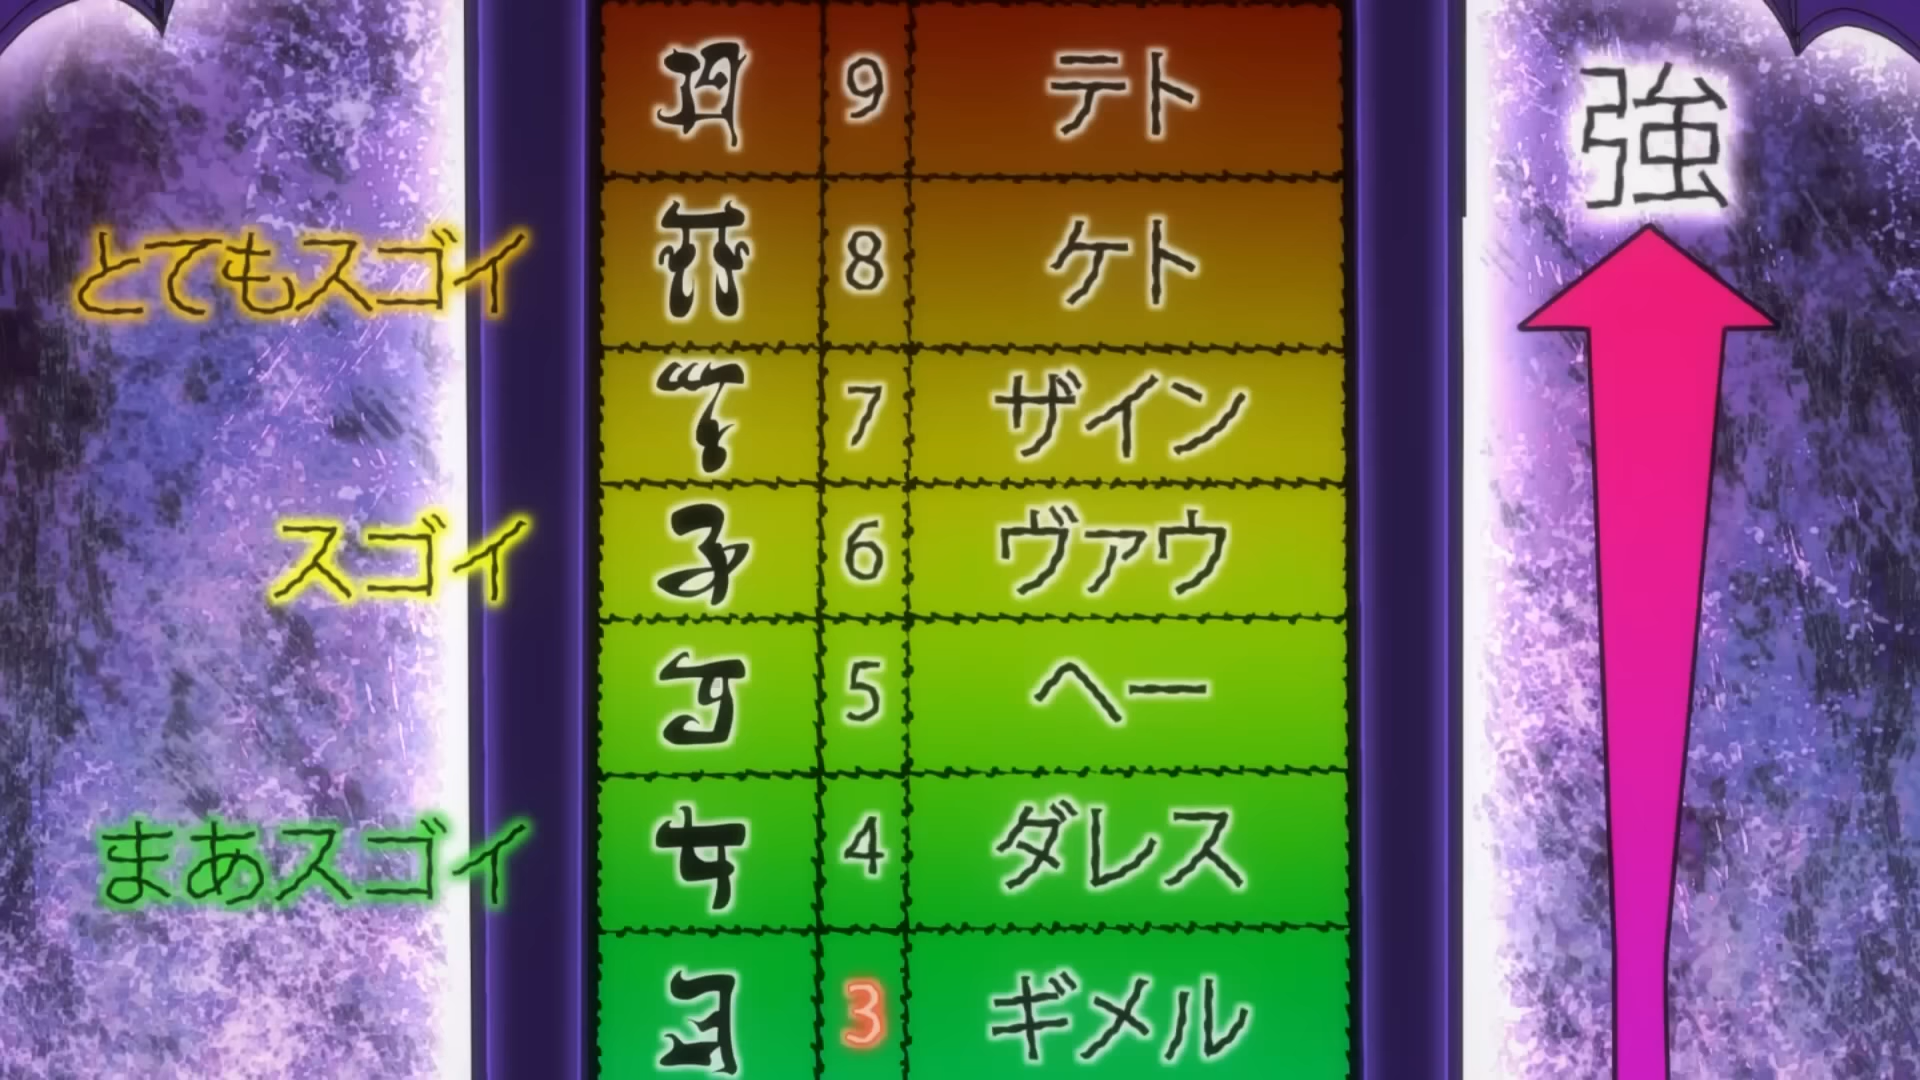 9 テト
強
とてもスゴイ
8 ケト
7 ザイン
スゴイ
6 ヴァウ
5 ヘー
まあスゴイ
4 ダレス
3 ギメル